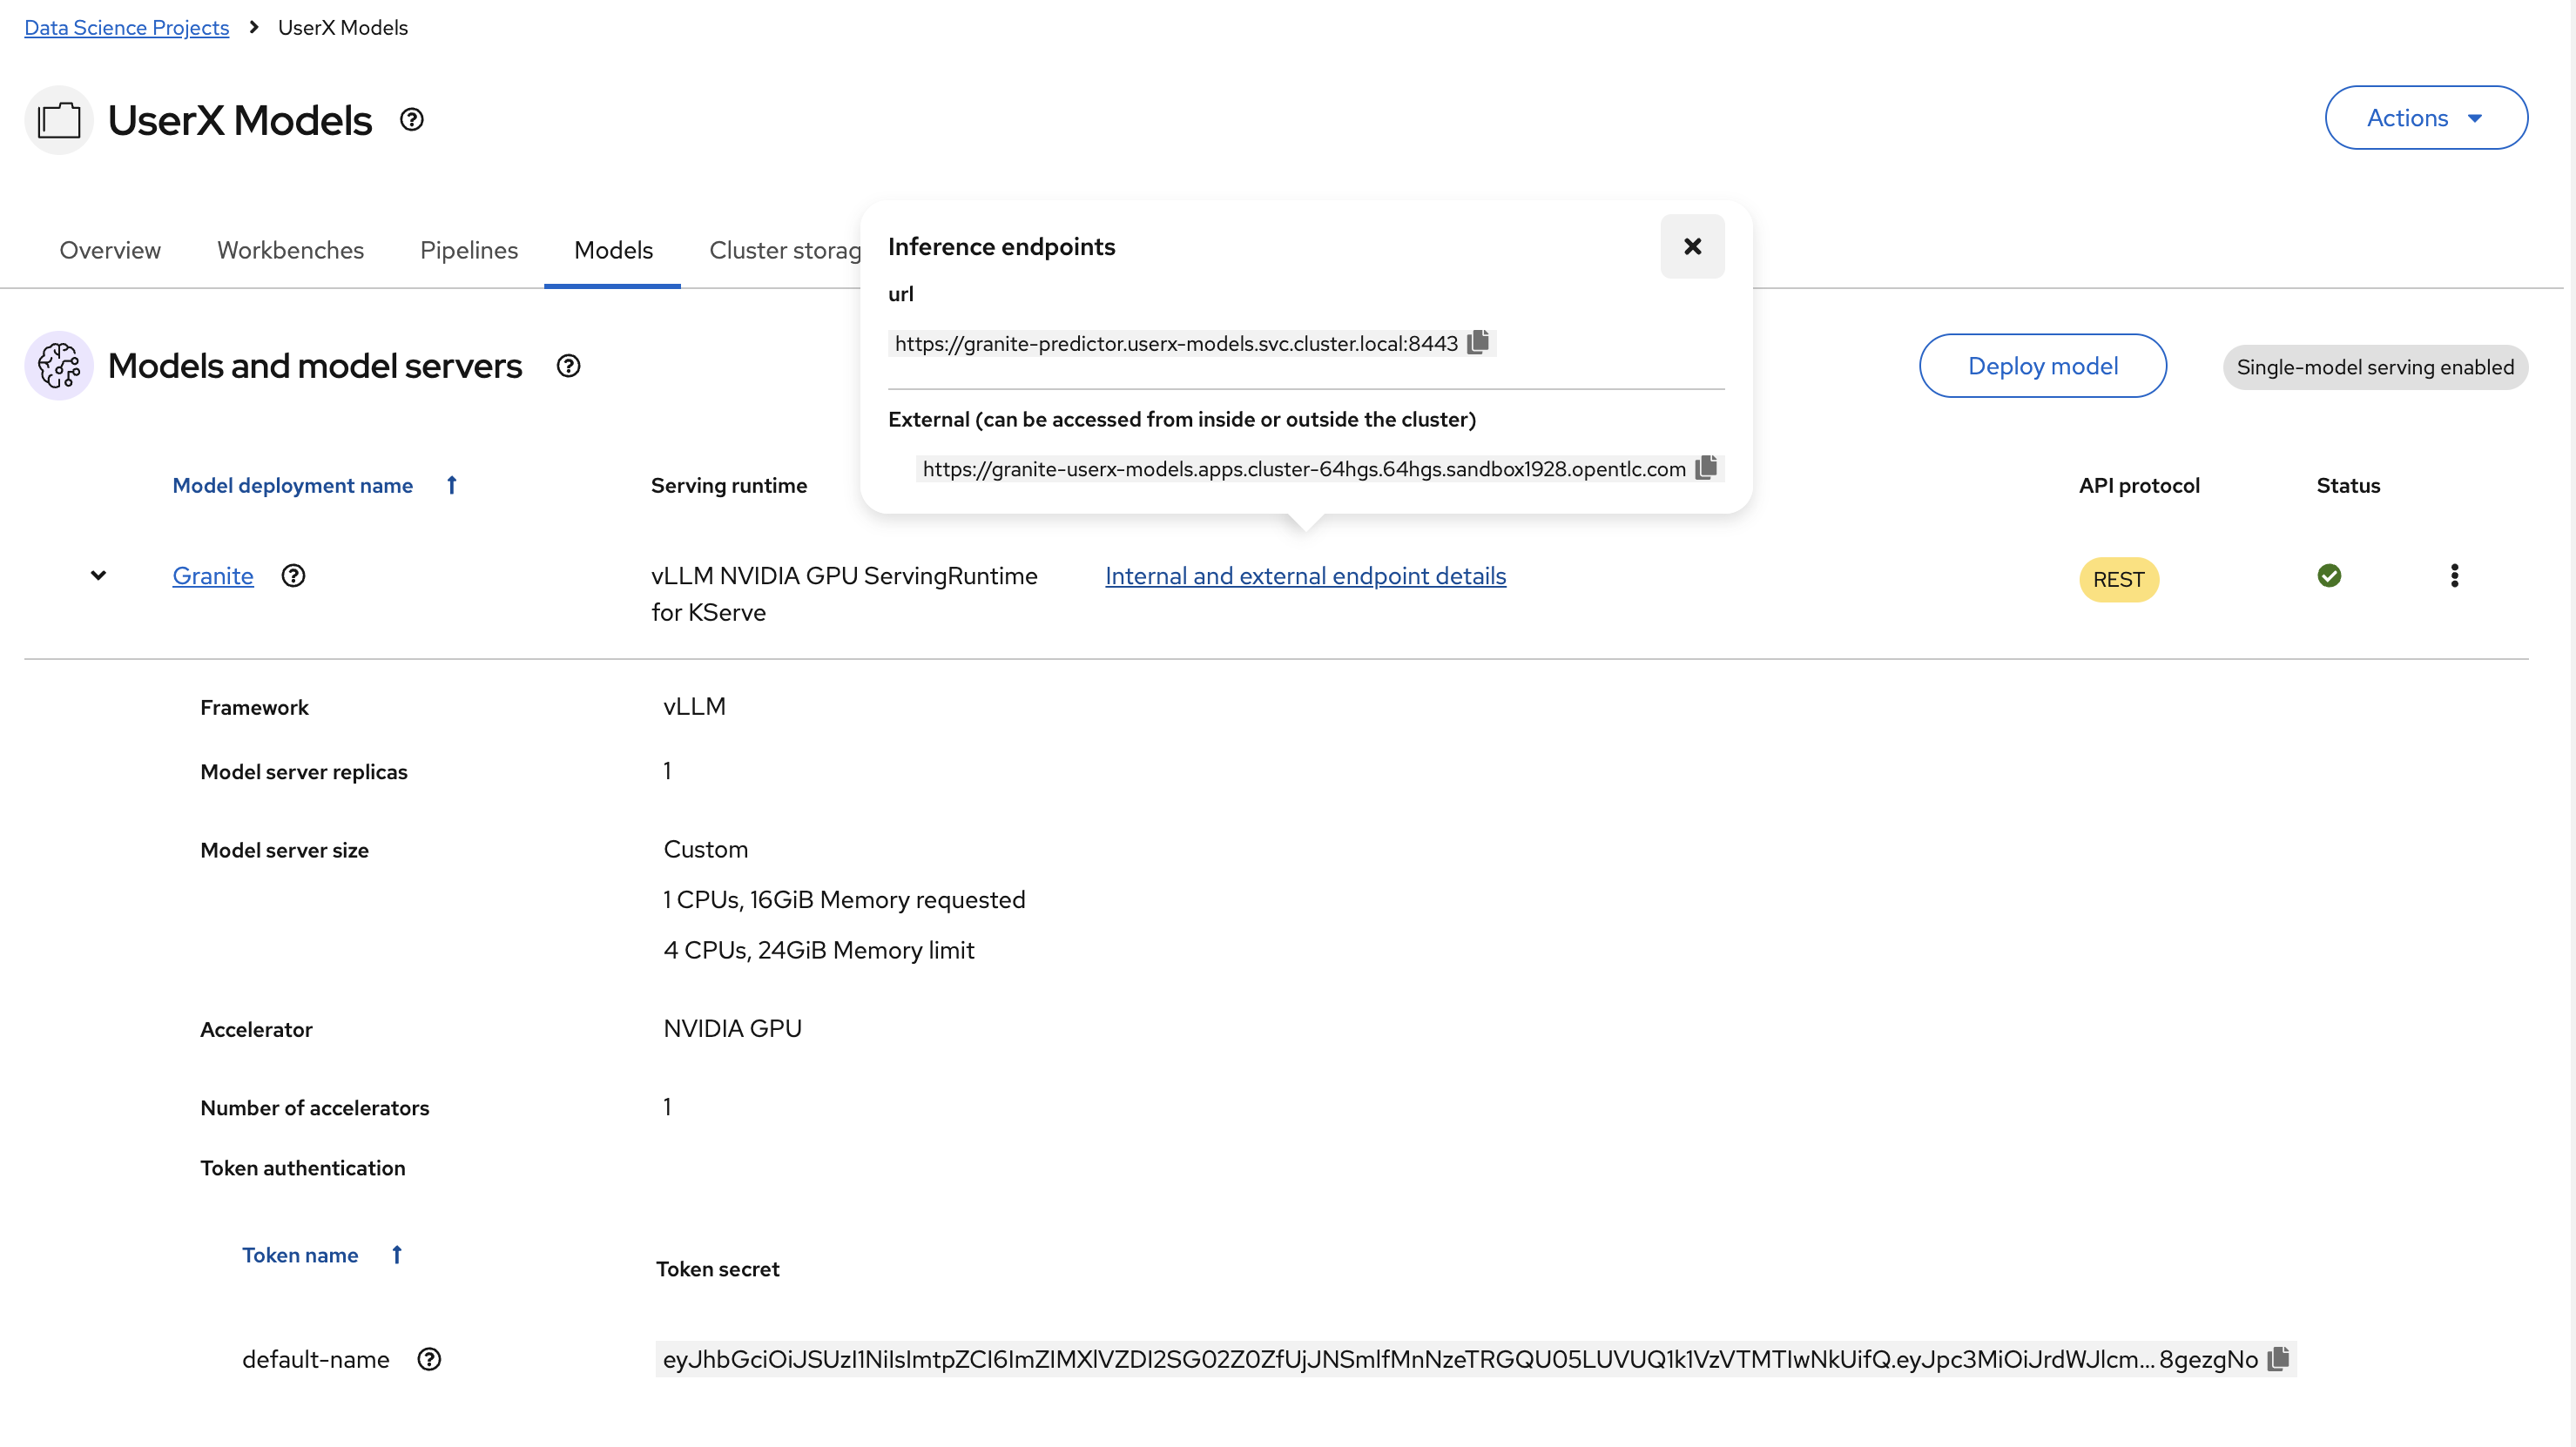 Data Science Projects > UserX Models
UserX Models
Actions
Overview Workbenches Pipelines Models Cluster storag
Inference endpoints
url
https://granite-predictor.userx-models.svc.cluster.local:8443
External (can be accessed from inside or outside the cluster)
https://granite-userx-models.apps.cluster-64hgs.64hgs.sandbox1928.opentlc.com
Models and model servers
Deploy model
Single-model serving enabled
Model deployment name Serving runtime API protocol Status
Granite vLLM NVIDIA GPU ServingRuntime Internal and external endpoint details REST
for KServe
Framework vLLM
Model server replicas 1
Model server size Custom
1 CPUs, 16GiB Memory requested
4 CPUs, 24GiB Memory limit
Accelerator NVIDIA GPU
Number of accelerators 1
Token authentication
Token name Token secret
default-name